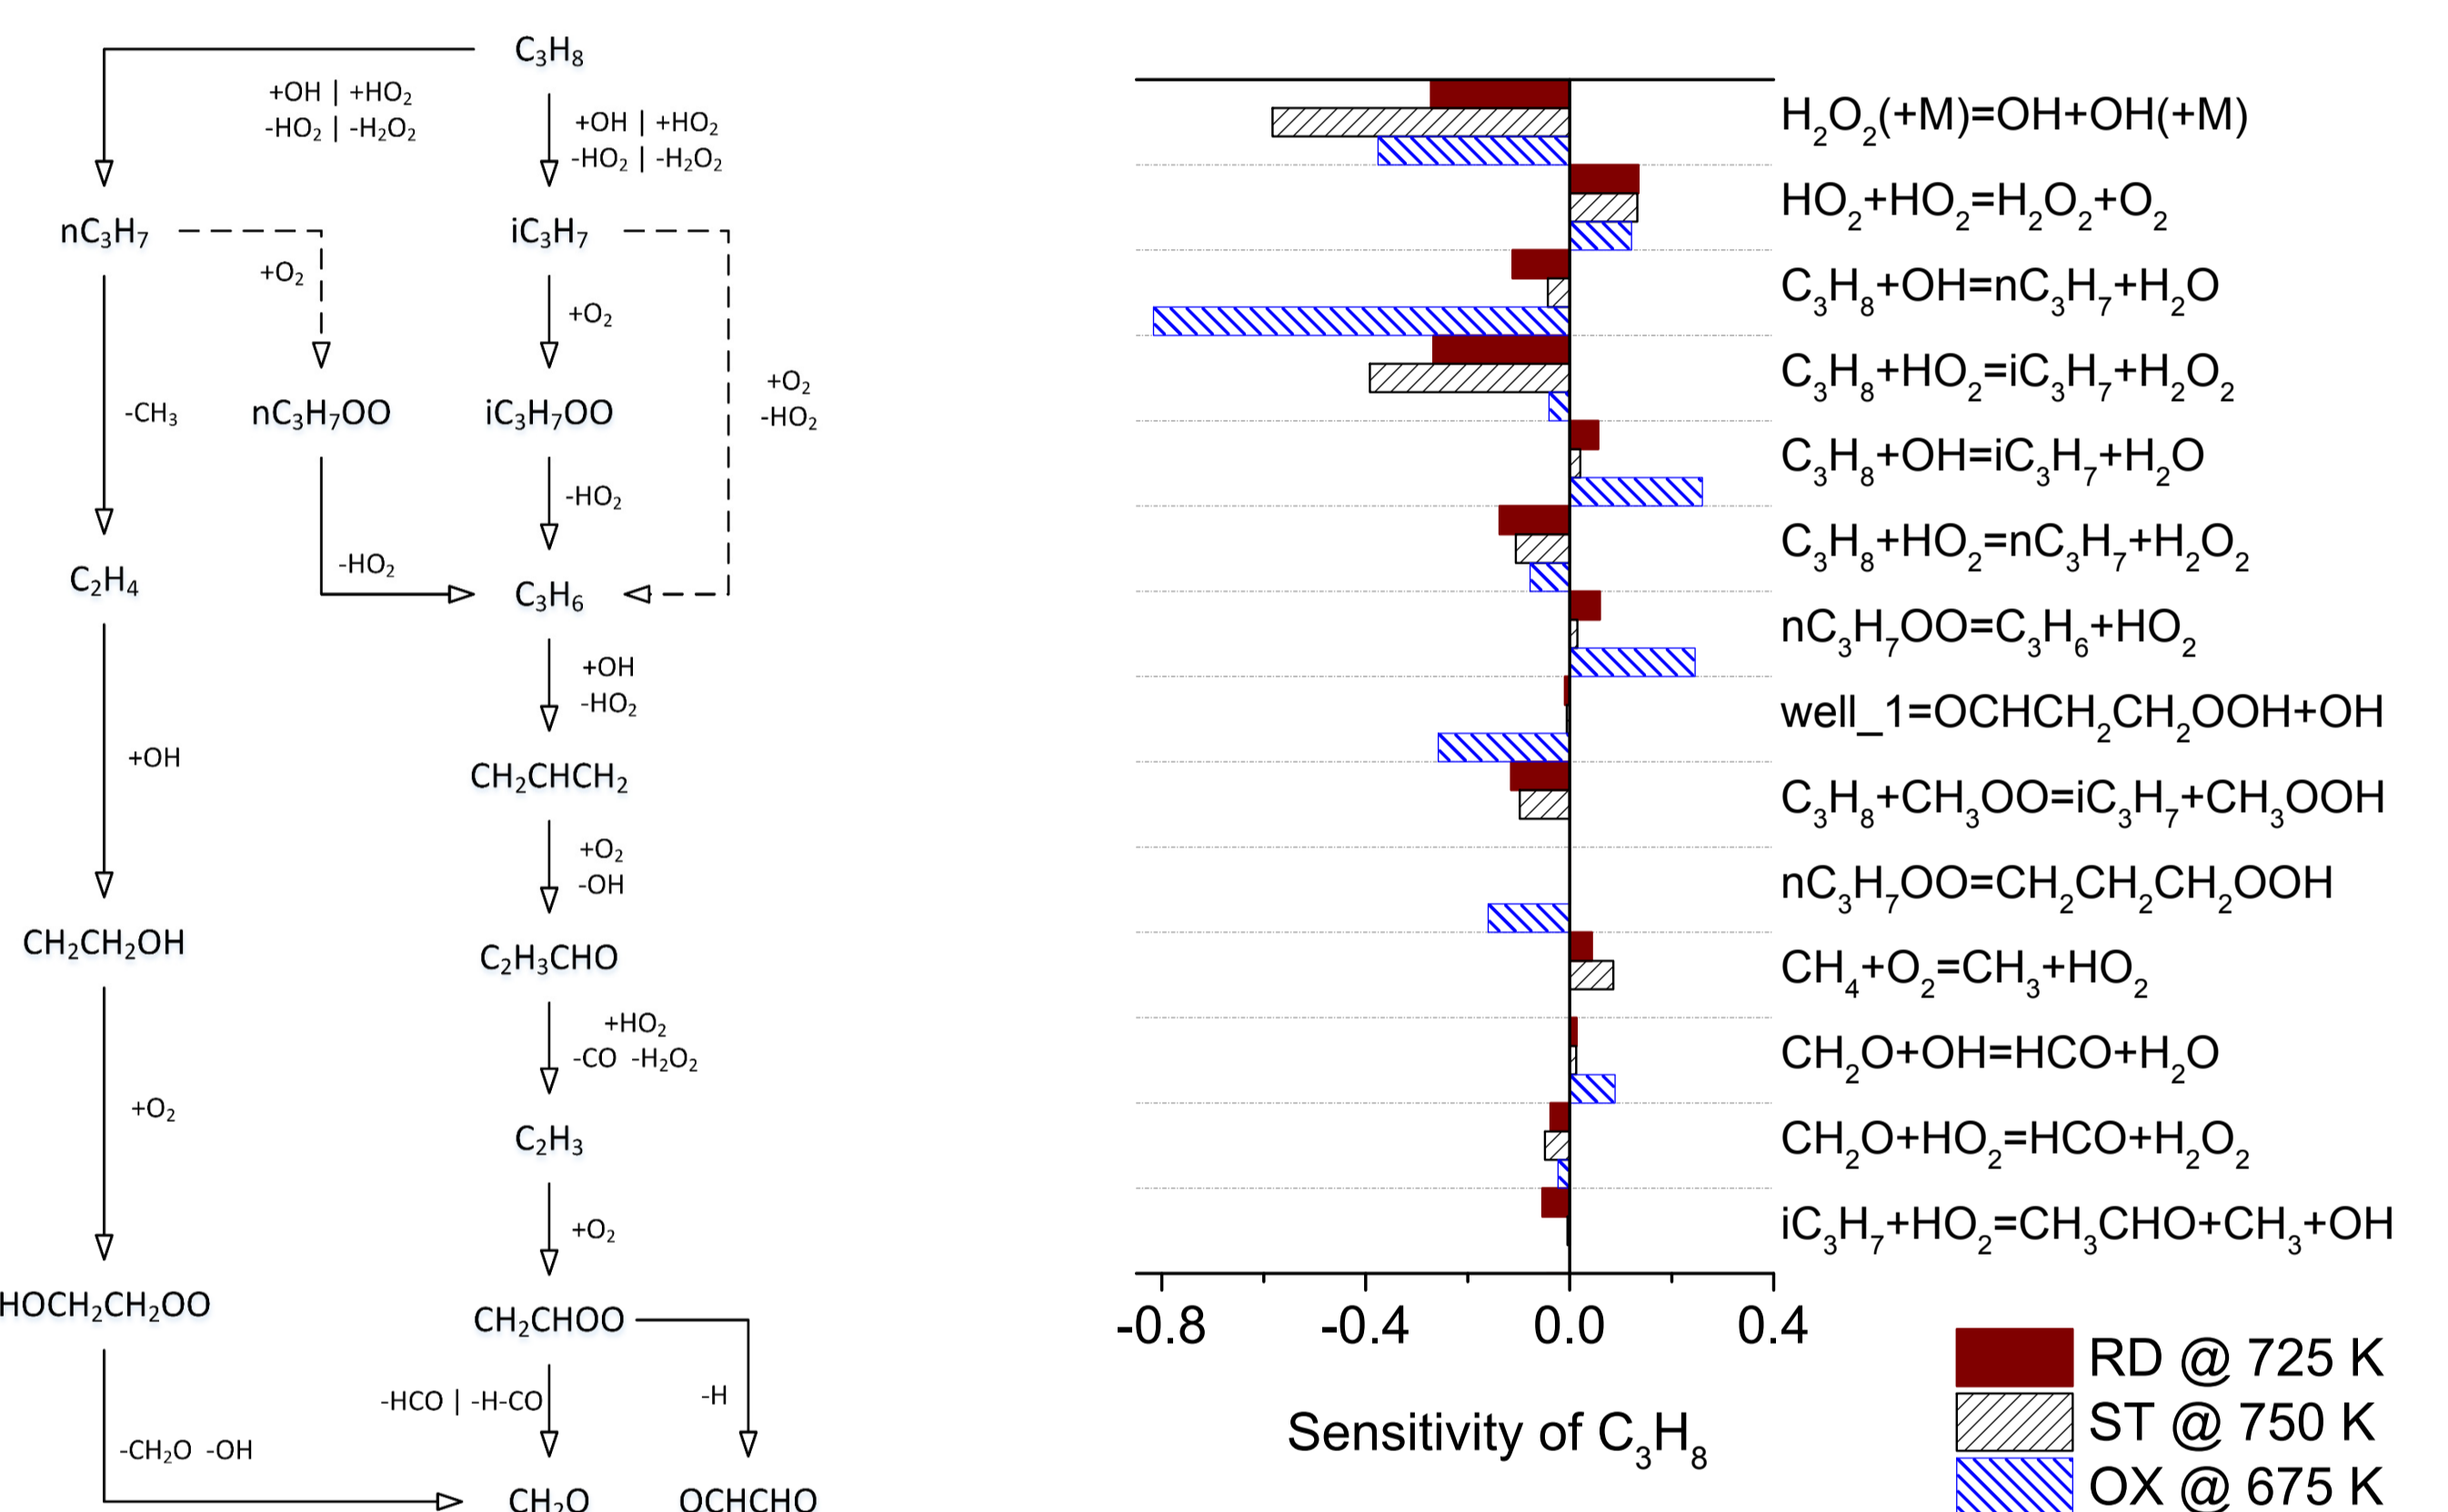 C₃H₈
+OH | +HO₂
-HO₂ | -H₂O₂
+OH | +HO₂
-HO₂ | -H₂O₂
nC₃H₇
iC₃H₇
+O₂
+O₂
+O₂
-HO₂
-CH₃
nC₃H₇OO
iC₃H₇OO
-HO₂
-HO₂
C₂H₄
C₃H₆
+OH
-HO₂
+OH
CH₂CHCH₂
+O₂
-OH
CH₂CH₂OH
C₂H₃CHO
+HO₂
-CO -H₂O₂
+O₂
C₂H₃
+O₂
HOCH₂CH₂OO
CH₂CHOO
-HCO | -H-CO
-H
-CH₂O -OH
CH₂O
OCHCHO
H₂O₂(+M)=OH+OH(+M)
HO₂+HO₂=H₂O₂+O₂
C₃H₈+OH=nC₃H₇+H₂O
C₃H₈+HO₂=iC₃H₇+H₂O₂
C₃H₈+OH=iC₃H₇+H₂O
C₃H₈+HO₂=nC₃H₇+H₂O₂
nC₃H₇OO=C₃H₆+HO₂
well_1=OCHCH₂CH₂OOH+OH
C₃H₈+CH₃OO=iC₃H₇+CH₃OOH
nC₃H₇OO=CH₂CH₂CH₂OOH
CH₄+O₂=CH₃+HO₂
CH₂O+OH=HCO+H₂O
CH₂O+HO₂=HCO+H₂O₂
iC₃H₇+HO₂=CH₃CHO+CH₃+OH
-0.8 -0.4 0.0 0.4
Sensitivity of C₃H₈
RD @ 725 K
ST @ 750 K
OX @ 675 K